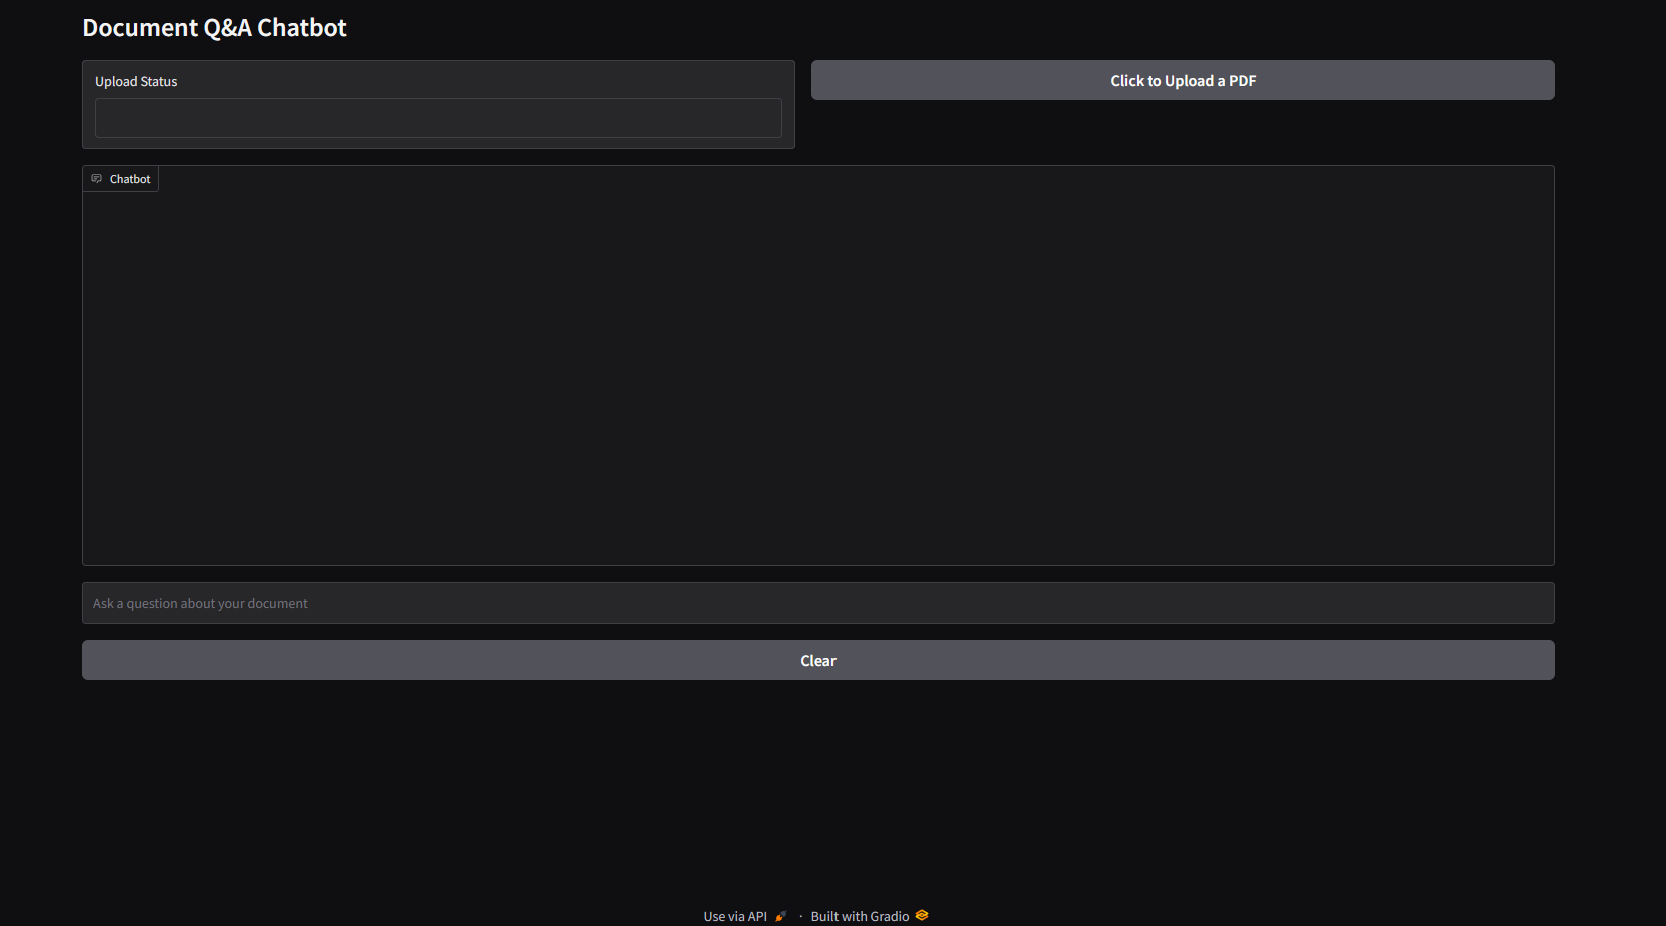 Document Q&A Chatbot
Upload Status
Click to Upload a PDF
Chatbot
Ask a question about your document
Clear
Use via API · Built with Gradio